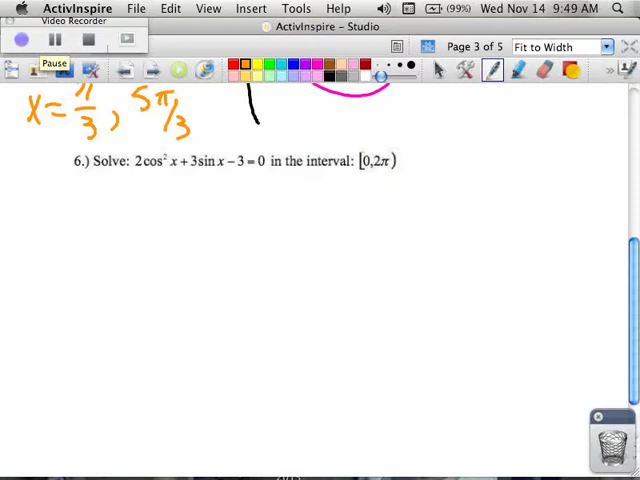 ActivInspire File Edit View Insert Tools Help (99%) Wed Nov 14 9:49 AM
Video Recorder
ActivInspire – Studio
Page 3 of 5 Fit to Width
Pause
x = π/3 , 5π/3
6.) Solve: 2cos² x + 3sin x − 3 = 0 in the interval: [0,2π)